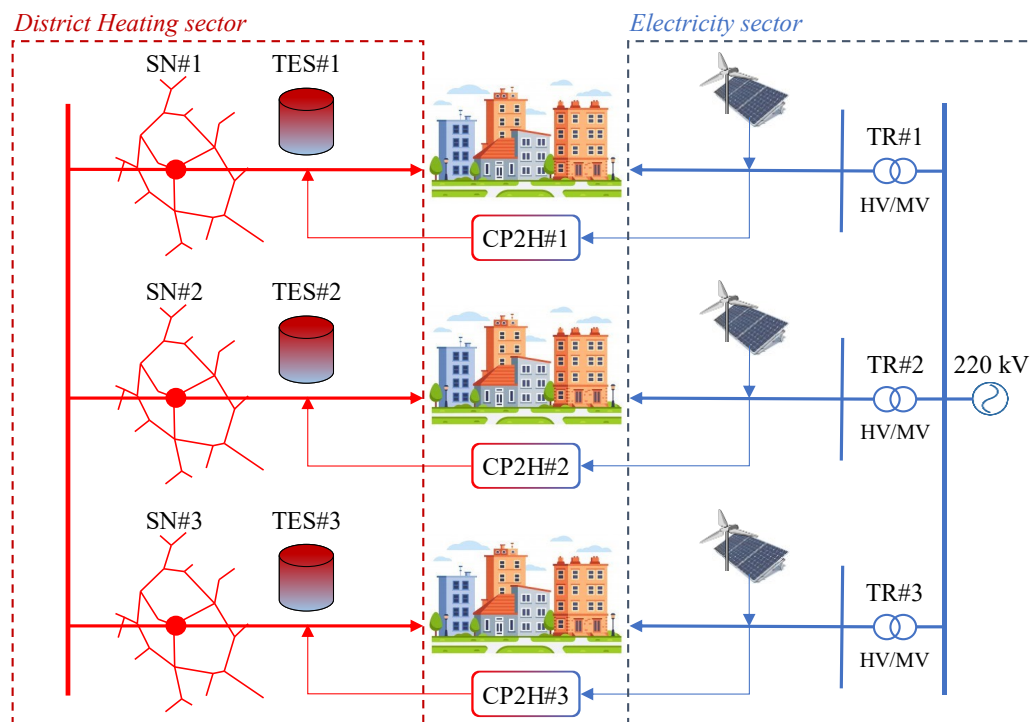 District Heating sector
Electricity sector
SN#1
TES#1
TR#1
HV/MV
CP2H#1
SN#2
TES#2
TR#2
220 kV
HV/MV
CP2H#2
SN#3
TES#3
TR#3
HV/MV
CP2H#3